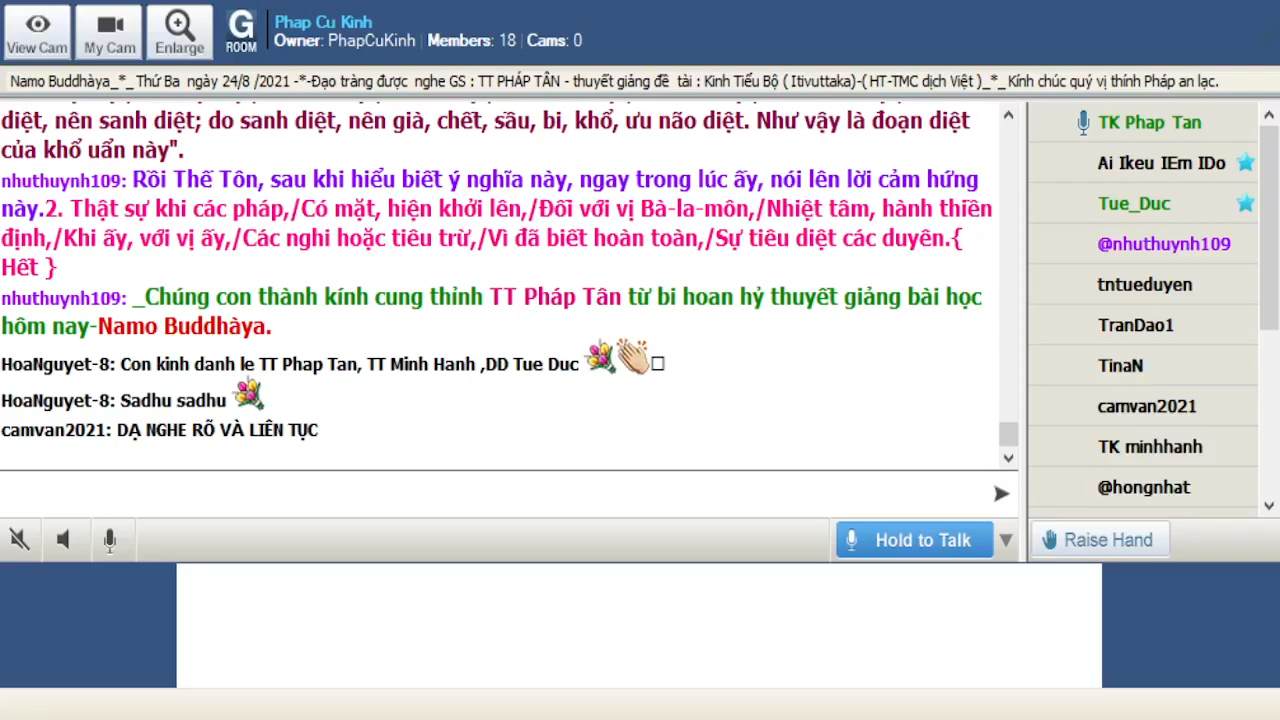 Phap Cu Kinh
View Cam
My Cam
Enlarge
G ROOM
Owner: PhapCuKinh | Members: 18 | Cams: 0
Namo Buddhàya_*_ Thứ Ba ngày 24/8 /2021 -*-Đạo tràng được nghe GS : TT PHÁP TÂN - thuyết giảng đề tài : Kinh Tiểu Bộ ( Itivuttaka)-( HT-TMC dịch Việt )_*_Kính chúc quý vị thính Pháp an lạc.
diệt, nên sanh diệt; do sanh diệt, nên già, chết, sầu, bi, khổ, ưu não diệt. Như vậy là đoạn diệt
của khổ uẩn này".
nhuthuynh109: Rồi Thế Tôn, sau khi hiểu biết ý nghĩa này, ngay trong lúc ấy, nói lên lời cảm hứng
này.2. Thật sự khi các pháp,/Có mặt, hiện khởi lên,/Đối với vị Bà-la-môn,/Nhiệt tâm, hành thiền
định,/Khi ấy, với vị ấy,/Các nghi hoặc tiêu trừ,/Vì đã biết hoàn toàn,/Sự tiêu diệt các duyên.{
Hết }
nhuthuynh109: _Chúng con thành kính cung thỉnh TT Pháp Tân từ bi hoan hỷ thuyết giảng bài học
hôm nay-Namo Buddhàya.
HoaNguyet-8: Con kinh danh le TT Phap Tan, TT Minh Hanh ,DD Tue Duc
HoaNguyet-8: Sadhu sadhu
camvan2021: DẠ NGHE RÕ VÀ LIÊN TỤC
TK Phap Tan
Ai Ikeu IEm IDo
Tue_Duc
@nhuthuynh109
tntueduyen
TranDao1
TinaN
camvan2021
TK minhhanh
@hongnhat
Hold to Talk
Raise Hand